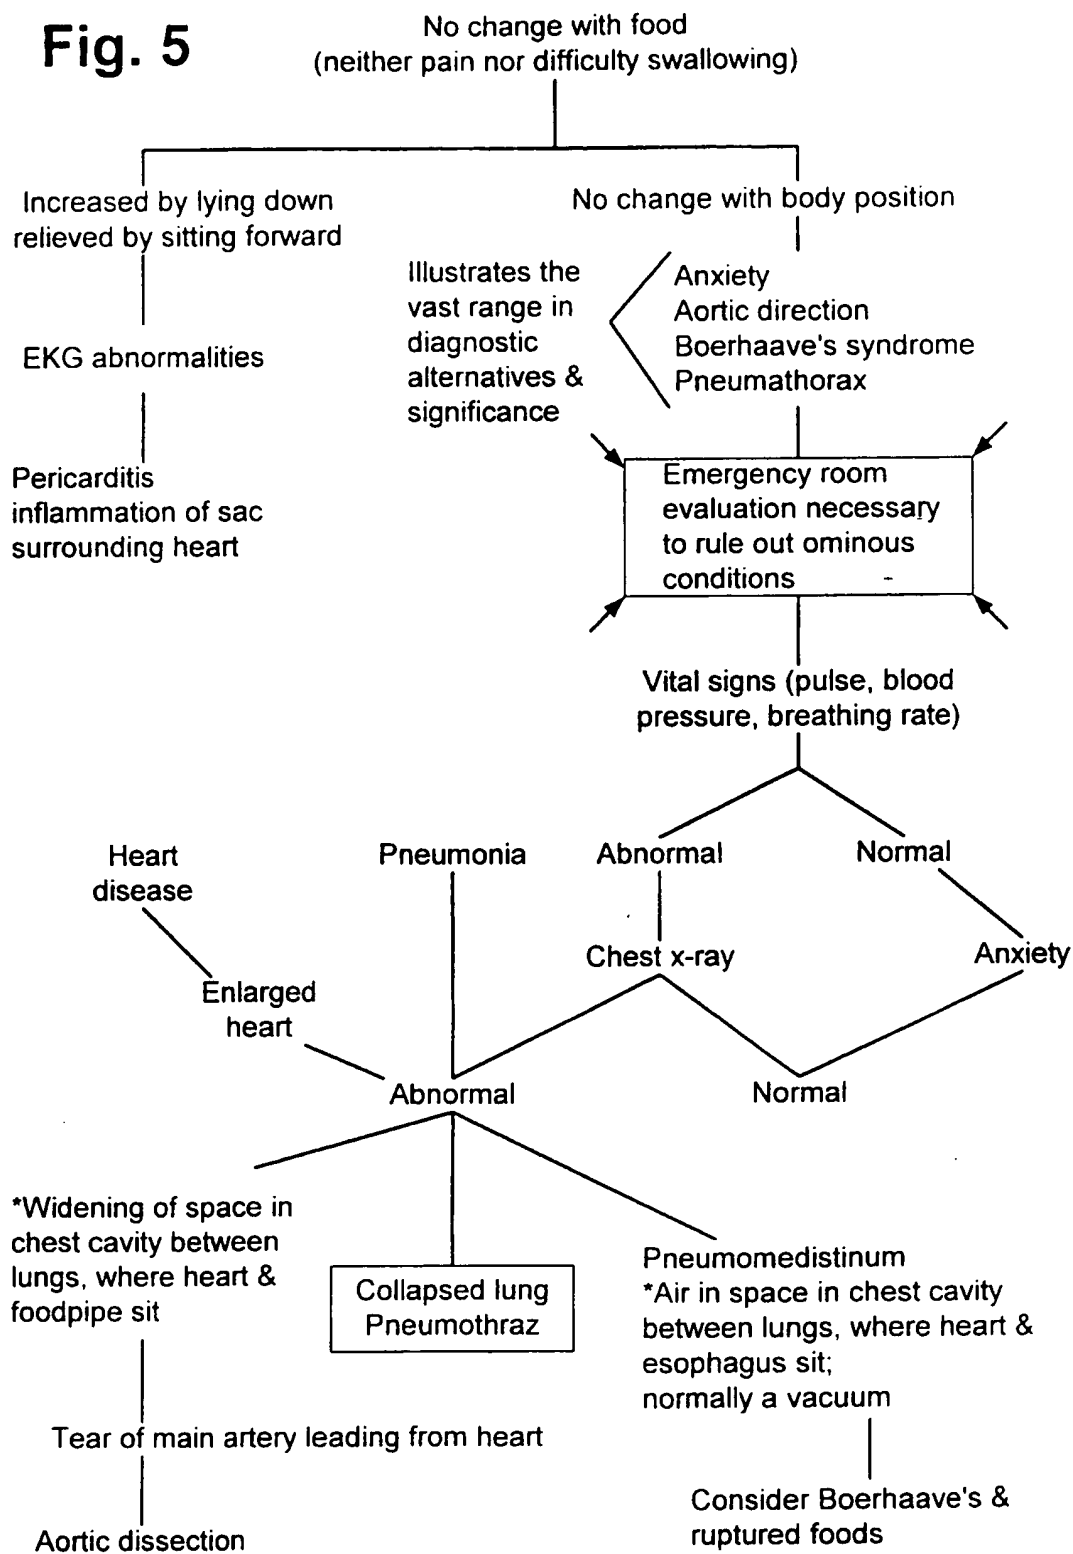 Fig. 5
No change with food
(neither pain nor difficulty swallowing)
Increased by lying down
relieved by sitting forward
EKG abnormalities
Pericarditis
inflammation of sac
surrounding heart
No change with body position
Illustrates the
vast range in
diagnostic
alternatives &
significance
Anxiety
Aortic direction
Boerhaave's syndrome
Pneumathorax
Emergency room
evaluation necessary
to rule out ominous
conditions
Vital signs (pulse, blood
pressure, breathing rate)
Heart
disease
Pneumonia
Abnormal
Normal
Chest x-ray
Anxiety
Enlarged
heart
Abnormal
Normal
*Widening of space in
chest cavity between
lungs, where heart &
foodpipe sit
Collapsed lung
Pneumothraz
Pneumomedistinum
*Air in space in chest cavity
between lungs, where heart &
esophagus sit;
normally a vacuum
Tear of main artery leading from heart
Aortic dissection
Consider Boerhaave's &
ruptured foods